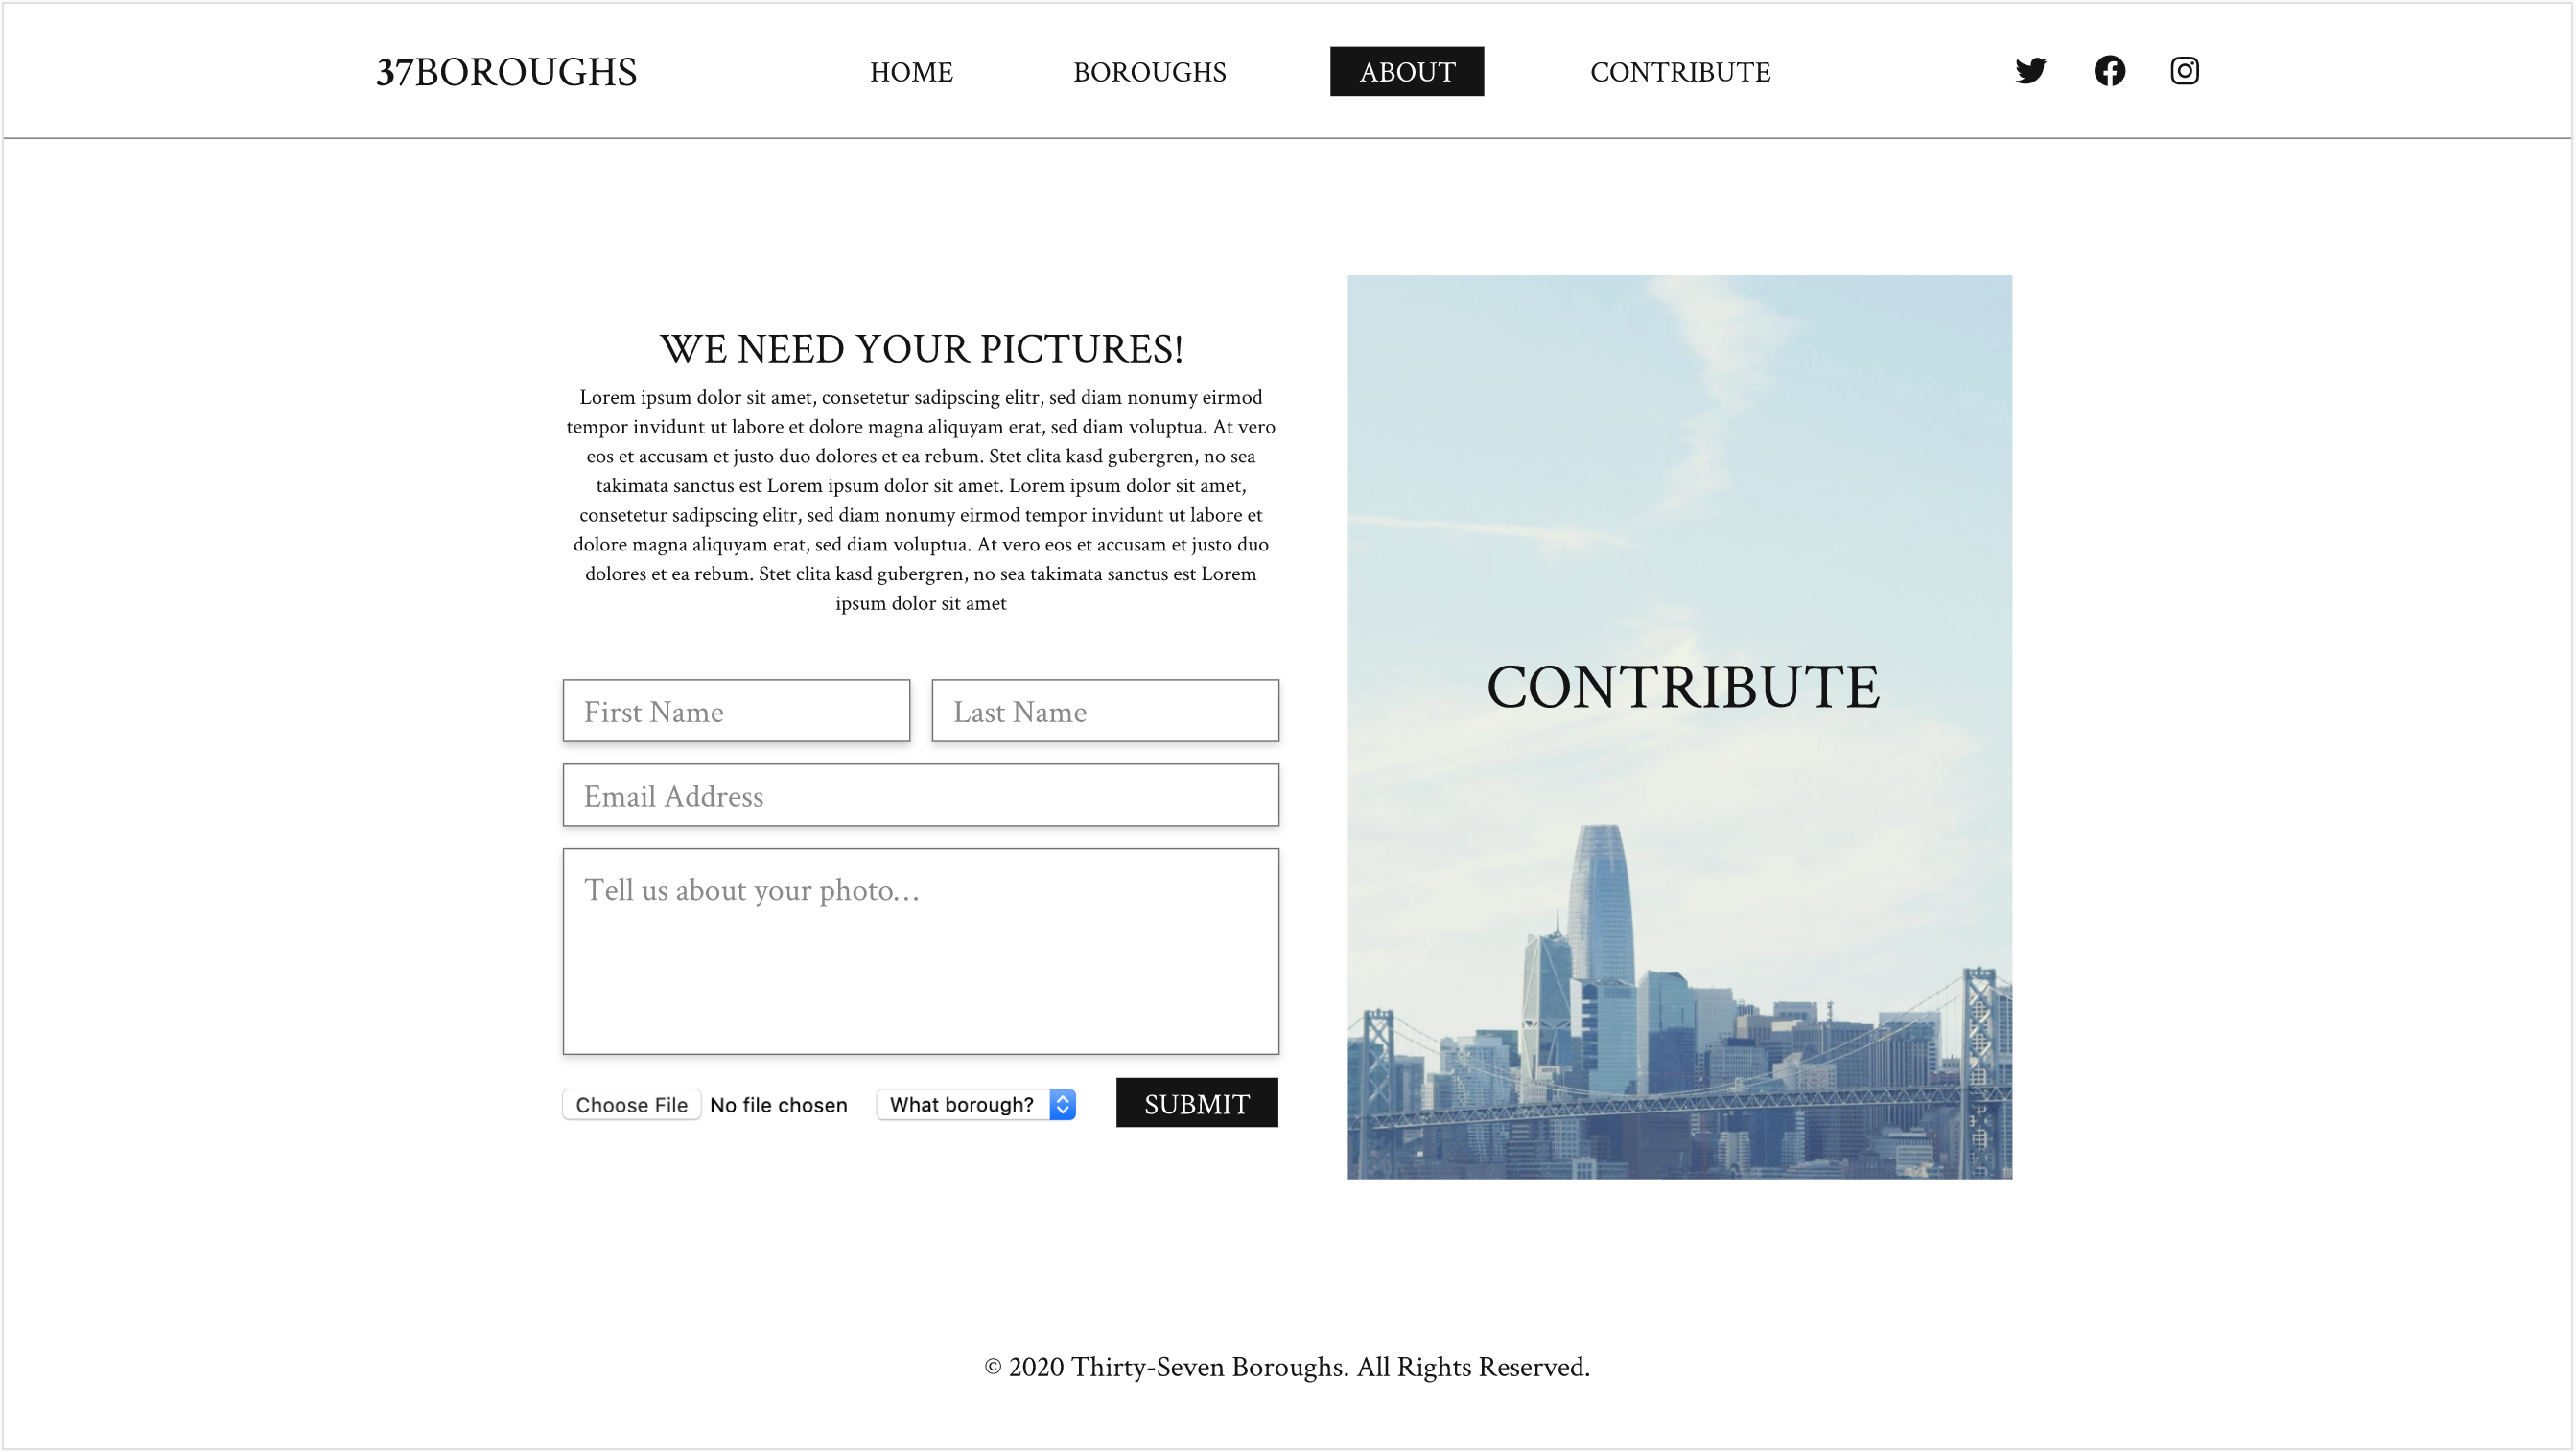 37BOROUGHS
HOME
BOROUGHS
ABOUT
CONTRIBUTE
WE NEED YOUR PICTURES!
Lorem ipsum dolor sit amet, consetetur sadipscing elitr, sed diam nonumy eirmod
tempor invidunt ut labore et dolore magna aliquyam erat, sed diam voluptua. At vero
eos et accusam et justo duo dolores et ea rebum. Stet clita kasd gubergren, no sea
takimata sanctus est Lorem ipsum dolor sit amet. Lorem ipsum dolor sit amet,
consetetur sadipscing elitr, sed diam nonumy eirmod tempor invidunt ut labore et
dolore magna aliquyam erat, sed diam voluptua. At vero eos et accusam et justo duo
dolores et ea rebum. Stet clita kasd gubergren, no sea takimata sanctus est Lorem
ipsum dolor sit amet
First Name
Last Name
Email Address
Tell us about your photo…
Choose File No file chosen
What borough?
SUBMIT
CONTRIBUTE
© 2020 Thirty-Seven Boroughs. All Rights Reserved.